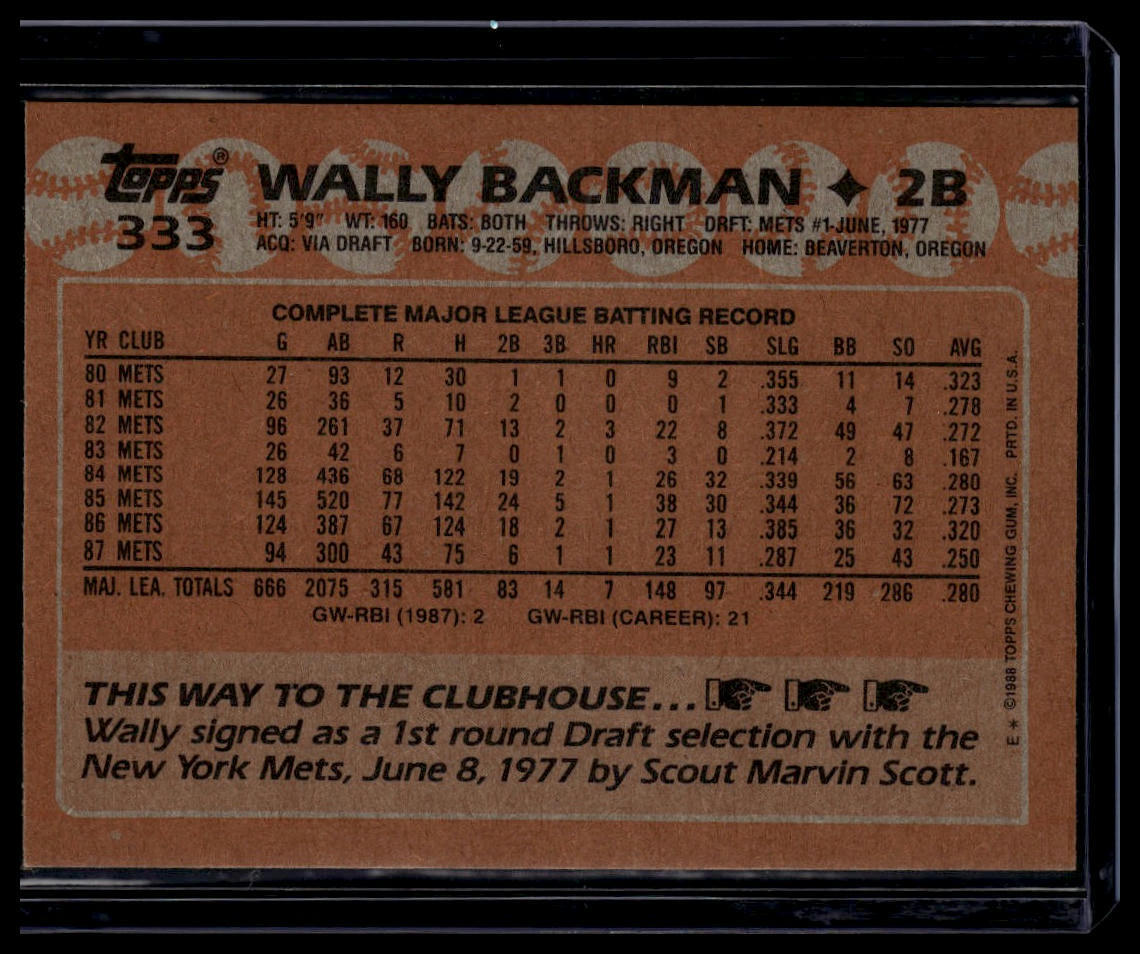 topps® WALLY BACKMAN ✦ 2B
333
HT: 5'9" WT: 160 BATS: BOTH THROWS: RIGHT DRFT: METS #1-JUNE, 1977
ACQ: VIA DRAFT BORN: 9-22-59, HILLSBORO, OREGON HOME: BEAVERTON, OREGON
COMPLETE MAJOR LEAGUE BATTING RECORD
YR CLUB G AB R H 2B 3B HR RBI SB SLG BB SO AVG
80 METS 27 93 12 30 1 1 0 9 2 .355 11 14 .323
81 METS 26 36 5 10 2 0 0 0 1 .333 4 7 .278
82 METS 96 261 37 71 13 2 3 22 8 .372 49 47 .272
83 METS 26 42 6 7 0 1 0 3 0 .214 2 8 .167
84 METS 128 436 68 122 19 2 1 26 32 .339 56 63 .280
85 METS 145 520 77 142 24 5 1 38 30 .344 36 72 .273
86 METS 124 387 67 124 18 2 1 27 13 .385 36 32 .320
87 METS 94 300 43 75 6 1 1 23 11 .287 25 43 .250
MAJ. LEA. TOTALS 666 2075 315 581 83 14 7 148 97 .344 219 286 .280
GW-RBI (1987): 2 GW-RBI (CAREER): 21
THIS WAY TO THE CLUBHOUSE...
Wally signed as a 1st round Draft selection with the
New York Mets, June 8, 1977 by Scout Marvin Scott.
E* ©1988 TOPPS CHEWING GUM, INC. PRTD. IN U.S.A.